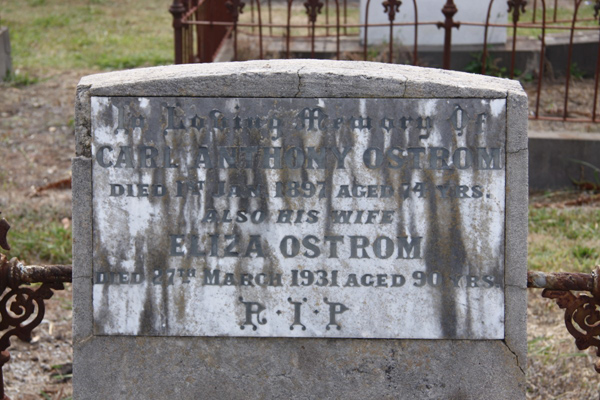 In Loving Memory Of
CARL ANTHONY OSTROM
DIED 1ST JAN. 1897 AGED 74 YRS.
ALSO HIS WIFE
ELIZA OSTROM
DIED 27TH MARCH 1931 AGED 90 YRS.
R.I.P